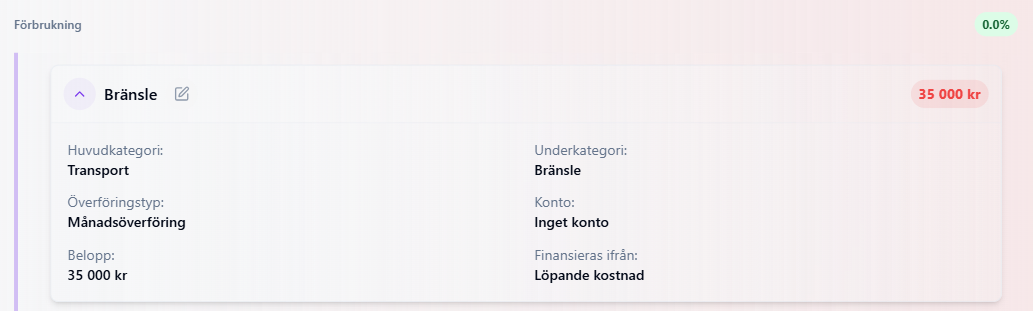 Förbrukning 0.0%
Bränsle 35 000 kr
Huvudkategori: Underkategori:
Transport Bränsle
Överföringstyp: Konto:
Månadsöverföring Inget konto
Belopp: Finansieras ifrån:
35 000 kr Löpande kostnad